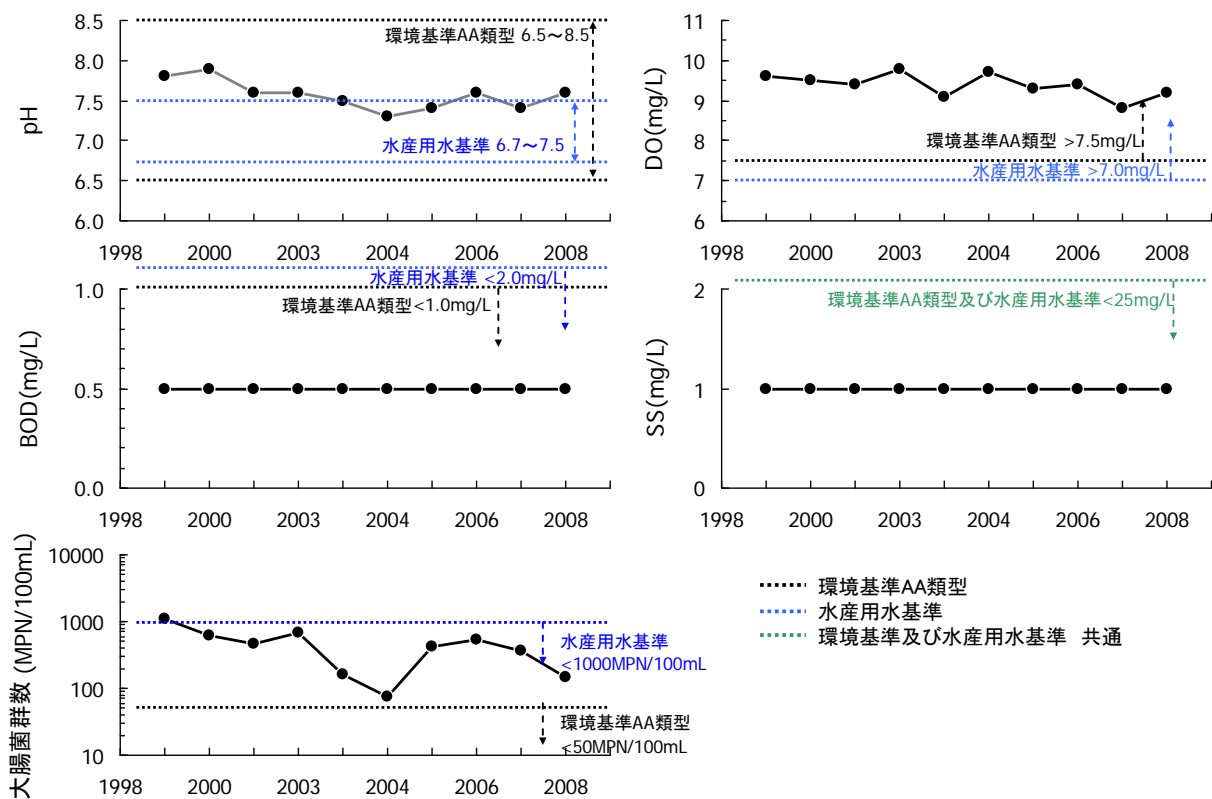 8.5
8.0
7.5
7.0
6.5
6.0
pH
環境基準AA類型 6.5～8.5
水産用水基準 6.7～7.5
1998 2000 2003 2004 2006 2008
11
10
9
8
7
6
DO(mg/L)
環境基準AA類型 >7.5mg/L
水産用水基準 >7.0mg/L
1998 2000 2003 2004 2006 2008
1.0
0.5
0.0
BOD(mg/L)
水産用水基準 <2.0mg/L
環境基準AA類型<1.0mg/L
1998 2000 2003 2004 2006 2008
2
1
0
SS(mg/L)
環境基準AA類型及び水産用水基準<25mg/L
1998 2000 2003 2004 2006 2008
10000
1000
100
10
大腸菌群数 (MPN/100mL)
水産用水基準
<1000MPN/100mL
環境基準AA類型
<50MPN/100mL
1998 2000 2003 2004 2006 2008
環境基準AA類型
水産用水基準
環境基準及び水産用水基準 共通